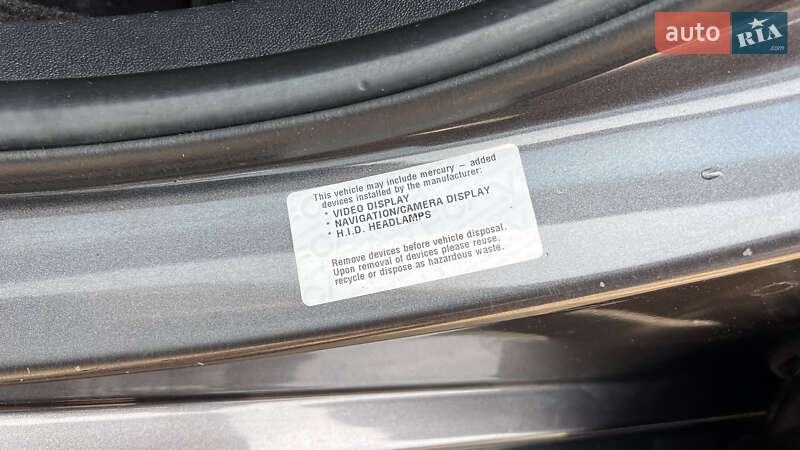 auto RIA
.com
This vehicle may include mercury – added
devices installed by the manufacturer:
• VIDEO DISPLAY
• NAVIGATION/CAMERA DISPLAY
• H.I.D. HEADLAMPS
Remove devices before vehicle disposal.
Upon removal of devices please reuse,
recycle or dispose as hazardous waste.